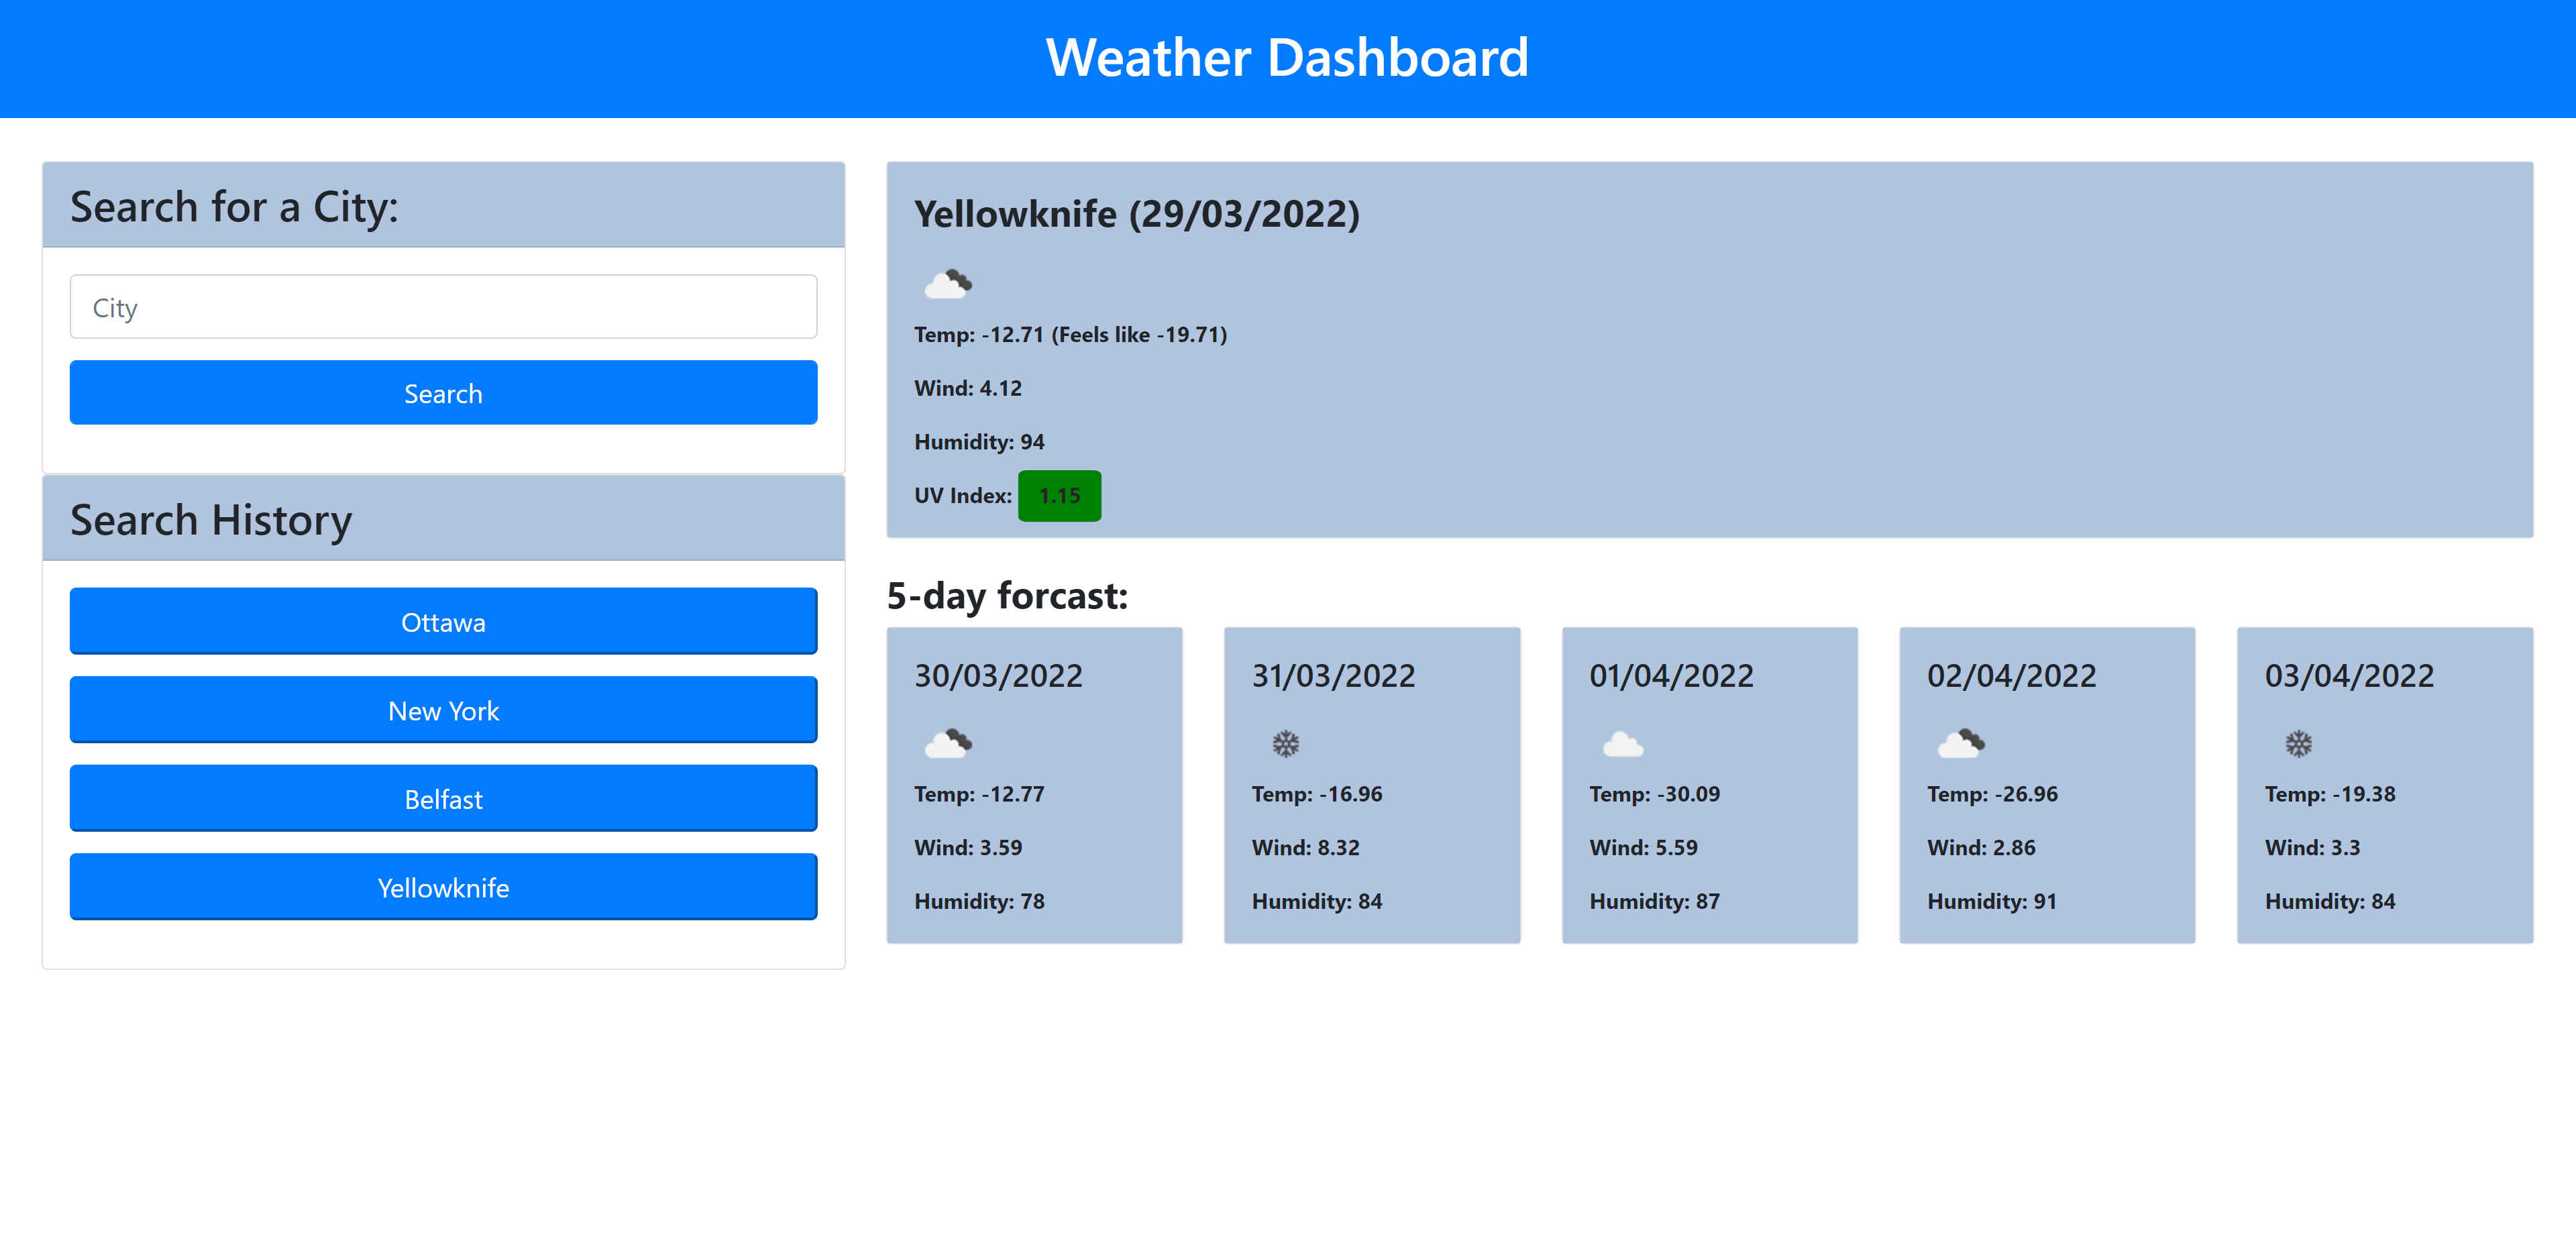 Weather Dashboard
Search for a City:
City
Search
Search History
Ottawa
New York
Belfast
Yellowknife
Yellowknife (29/03/2022)
Temp: -12.71 (Feels like -19.71)
Wind: 4.12
Humidity: 94
UV Index: 1.15
5-day forcast:
30/03/2022
Temp: -12.77
Wind: 3.59
Humidity: 78
31/03/2022
Temp: -16.96
Wind: 8.32
Humidity: 84
01/04/2022
Temp: -30.09
Wind: 5.59
Humidity: 87
02/04/2022
Temp: -26.96
Wind: 2.86
Humidity: 91
03/04/2022
Temp: -19.38
Wind: 3.3
Humidity: 84